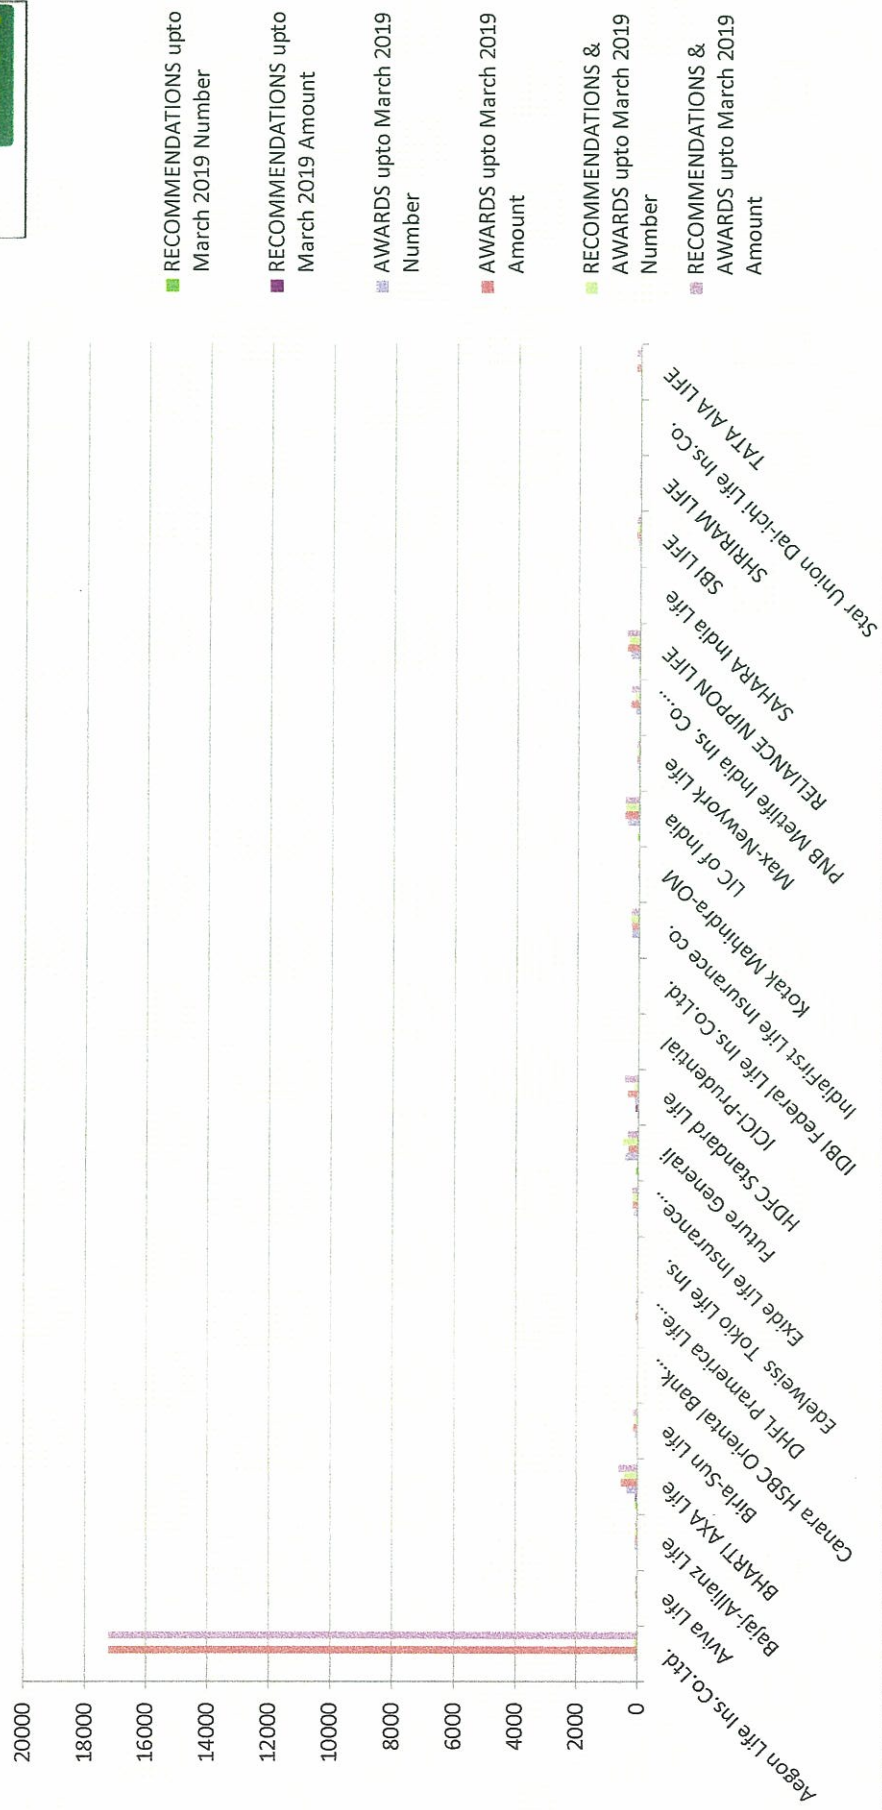 20000
18000
16000
14000
12000
10000
8000
6000
4000
2000
0
Aegon Life Ins.Co.Ltd.
Aviva Life
Bajaj-Allianz Life
BHARTI AXA Life
Birla-Sun Life
Canara HSBC Oriental Bank...
DHFL Pramerica Life...
Edelweiss Tokio Life Ins.
Exide Life Insurance...
Future Generali
HDFC Standard Life
ICICI-Prudential
IDBI Federal Life Ins.Co.Ltd.
IndiaFirst Life Insurance co.
Kotak Mahindra-OM
LIC of India
Max-Newyork Life
PNB Metlife India Ins. Co....
RELIANCE NIPPON LIFE
SAHARA India Life
SBI LIFE
SHRIRAM LIFE
Star Union Dai-ichi Life Ins.Co.
TATA AIA LIFE
RECOMMENDATIONS upto
March 2019 Number
RECOMMENDATIONS upto
March 2019 Amount
AWARDS upto March 2019
Number
AWARDS upto March 2019
Amount
RECOMMENDATIONS &
AWARDS upto March 2019
Number
RECOMMENDATIONS &
AWARDS upto March 2019
Amount